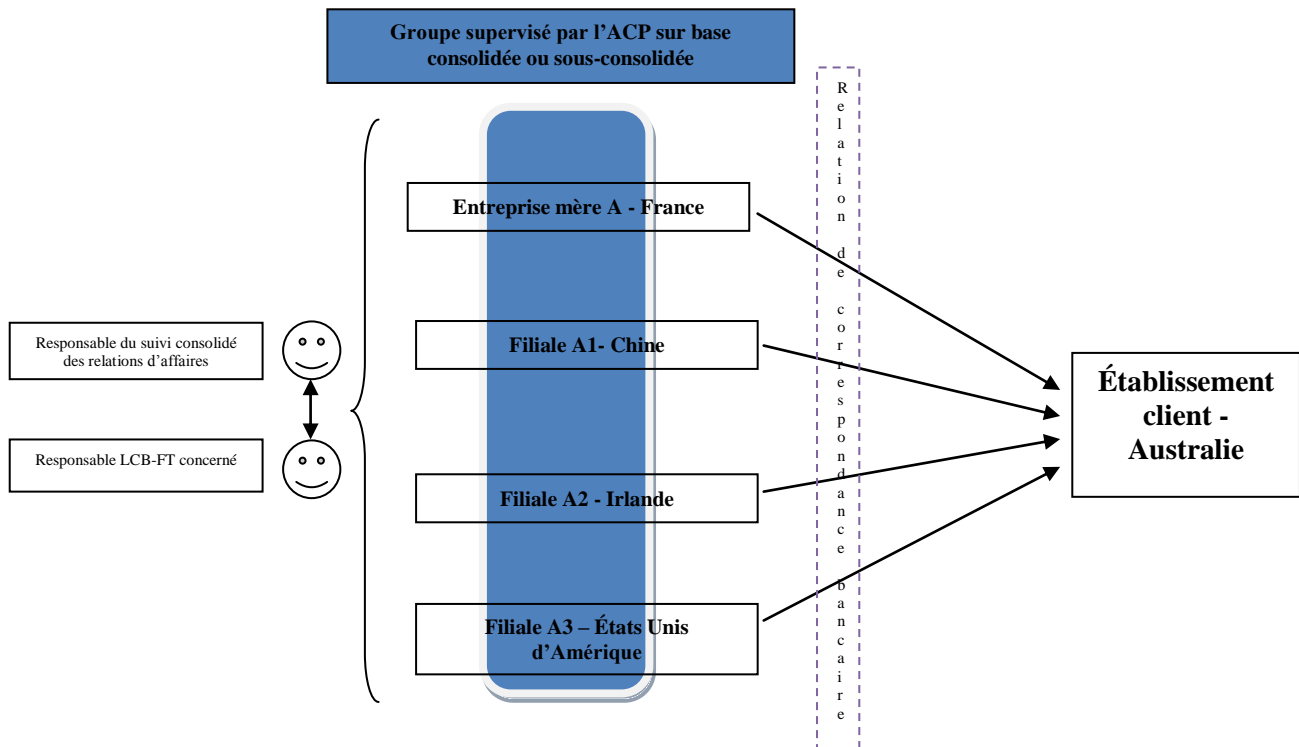 Groupe supervisé par l’ACP sur base
consolidée ou sous-consolidée
Entreprise mère A - France
Filiale A1- Chine
Filiale A2 - Irlande
Filiale A3 – États Unis
d’Amérique
Responsable du suivi consolidé
des relations d’affaires
Responsable LCB-FT concerné
Relation de correspondance bancaire
Établissement
client -
Australie